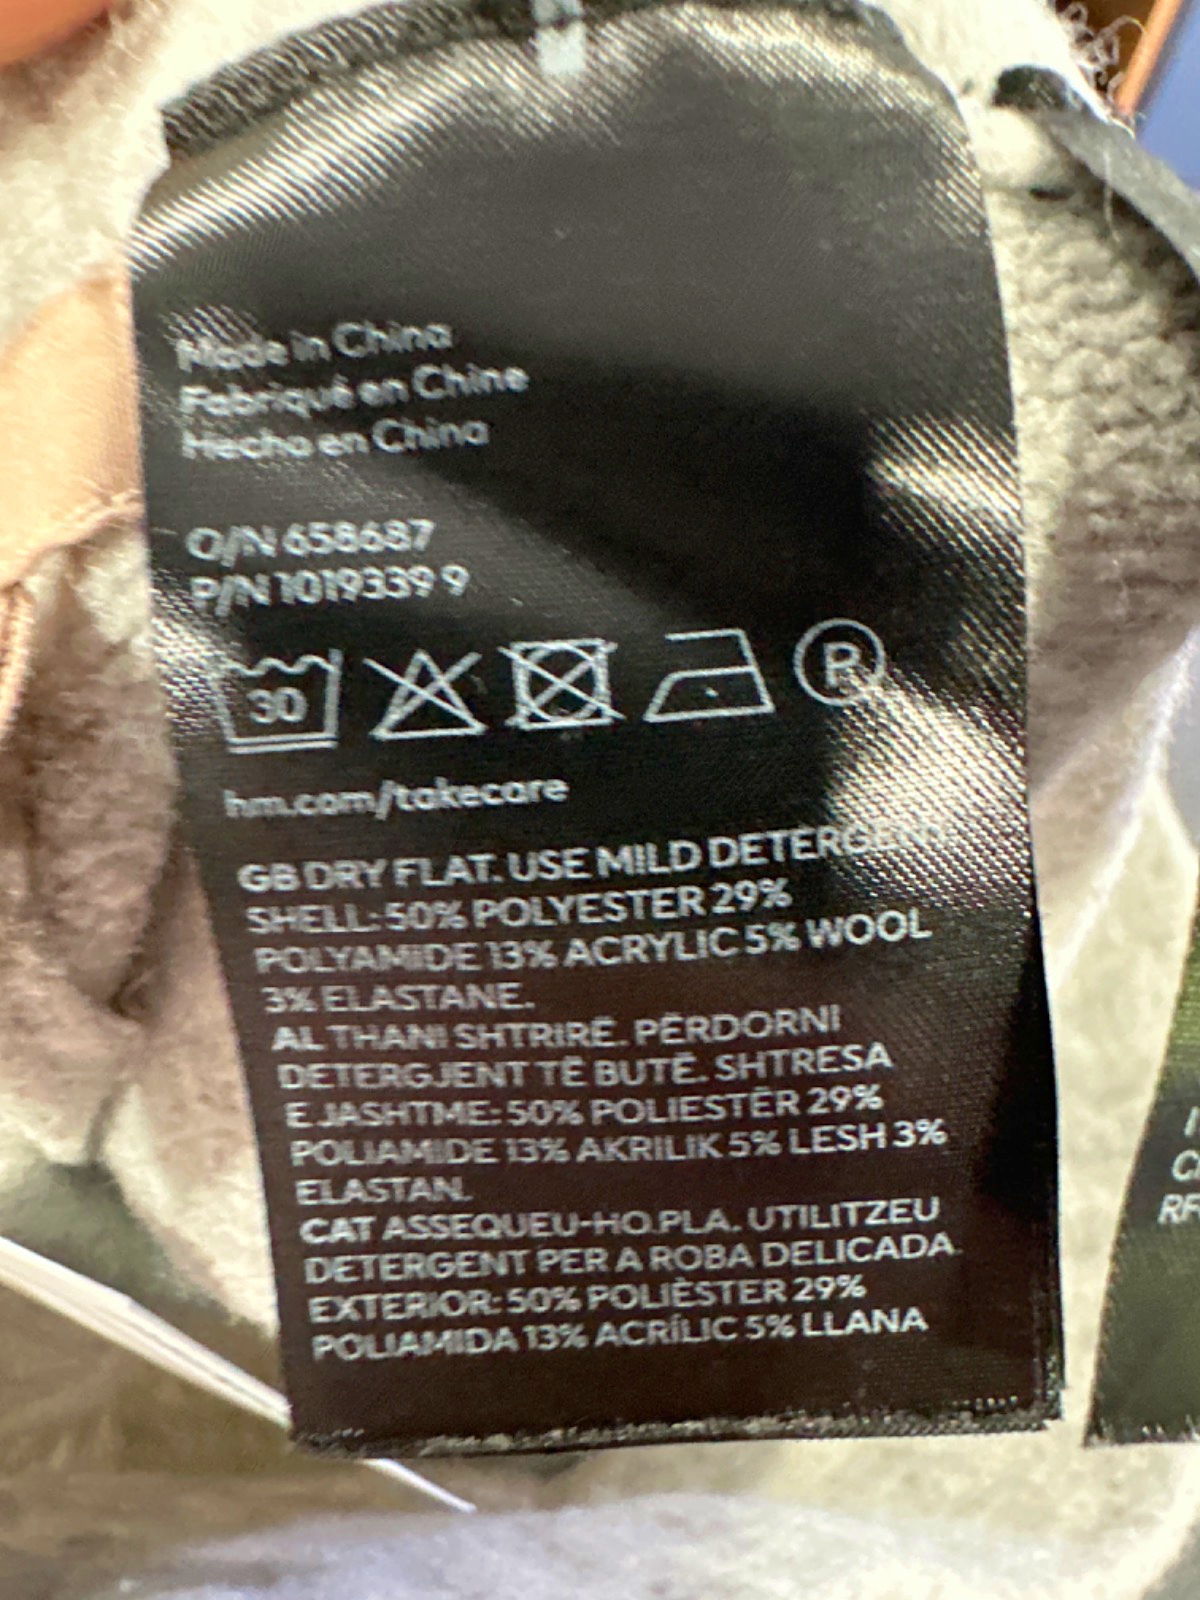 Made in China
Fabriqué en Chine
Hecho en China
O/N 658687
P/N 1019339 9
30
P
hm.com/takecare
GB DRY FLAT. USE MILD DETERGENT.
SHELL: 50% POLYESTER 29%
POLYAMIDE 13% ACRYLIC 5% WOOL
3% ELASTANE.
AL THANI SHTRIRË. PËRDORNI
DETERGJENT TË BUTË. SHTRESA
E JASHTME: 50% POLIESTËR 29%
POLIAMIDE 13% AKRILIK 5% LESH 3%
ELASTAN.
CAT ASSEQUEU-HO.PLA. UTILITZEU
DETERGENT PER A ROBA DELICADA.
EXTERIOR: 50% POLIÈSTER 29%
POLIAMIDA 13% ACRÍLIC 5% LLANA